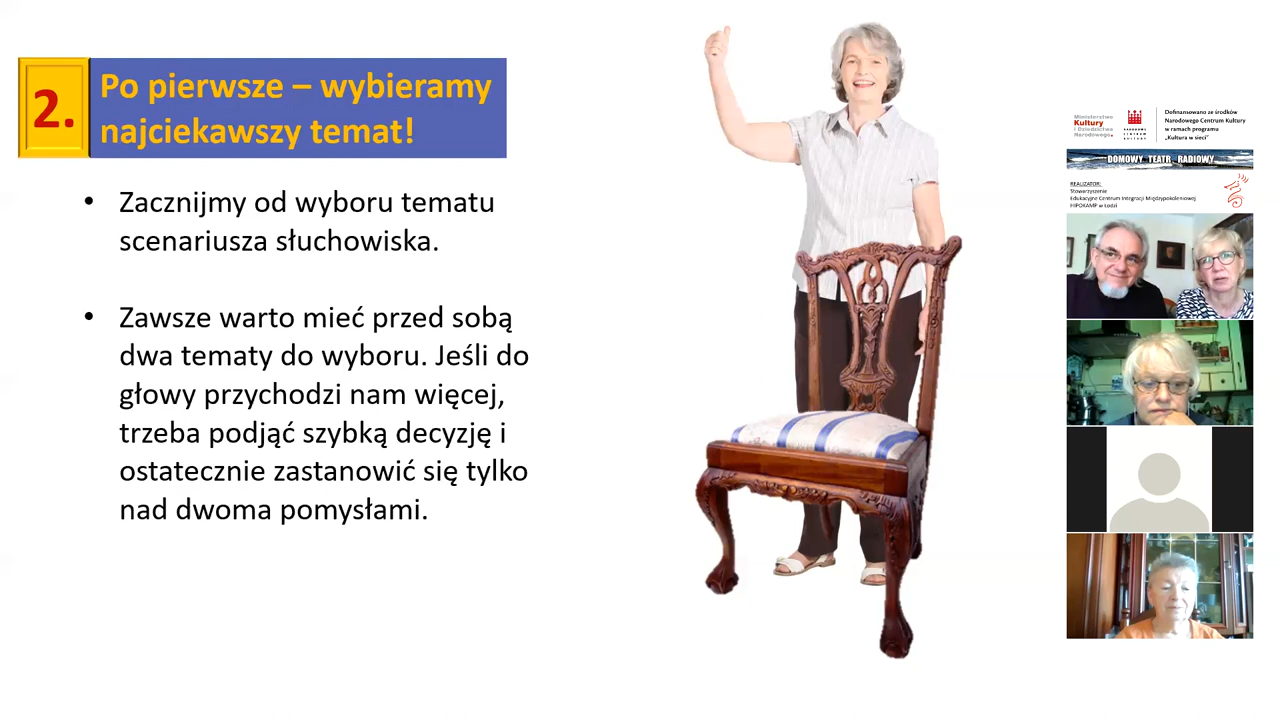 2.
Po pierwsze – wybieramy
najciekawszy temat!
• Zacznijmy od wyboru tematu
scenariusza słuchowiska.
• Zawsze warto mieć przed sobą
dwa tematy do wyboru. Jeśli do
głowy przychodzi nam więcej,
trzeba podjąć szybką decyzję i
ostatecznie zastanowić się tylko
nad dwoma pomysłami.
Ministerstwo
Kultury
i Dziedzictwa
Narodowego.
NARODOWE
CENTRUM
KULTURY
Dofinansowano ze środków
Narodowego Centrum Kultury
w ramach programu
„Kultura w sieci”
DOMOWY TEATR RADIOWY
REALIZATOR:
Stowarzyszenie
Edukacyjne Centrum Integracji Międzypokoleniowej
HIPOKAMP w Łodzi